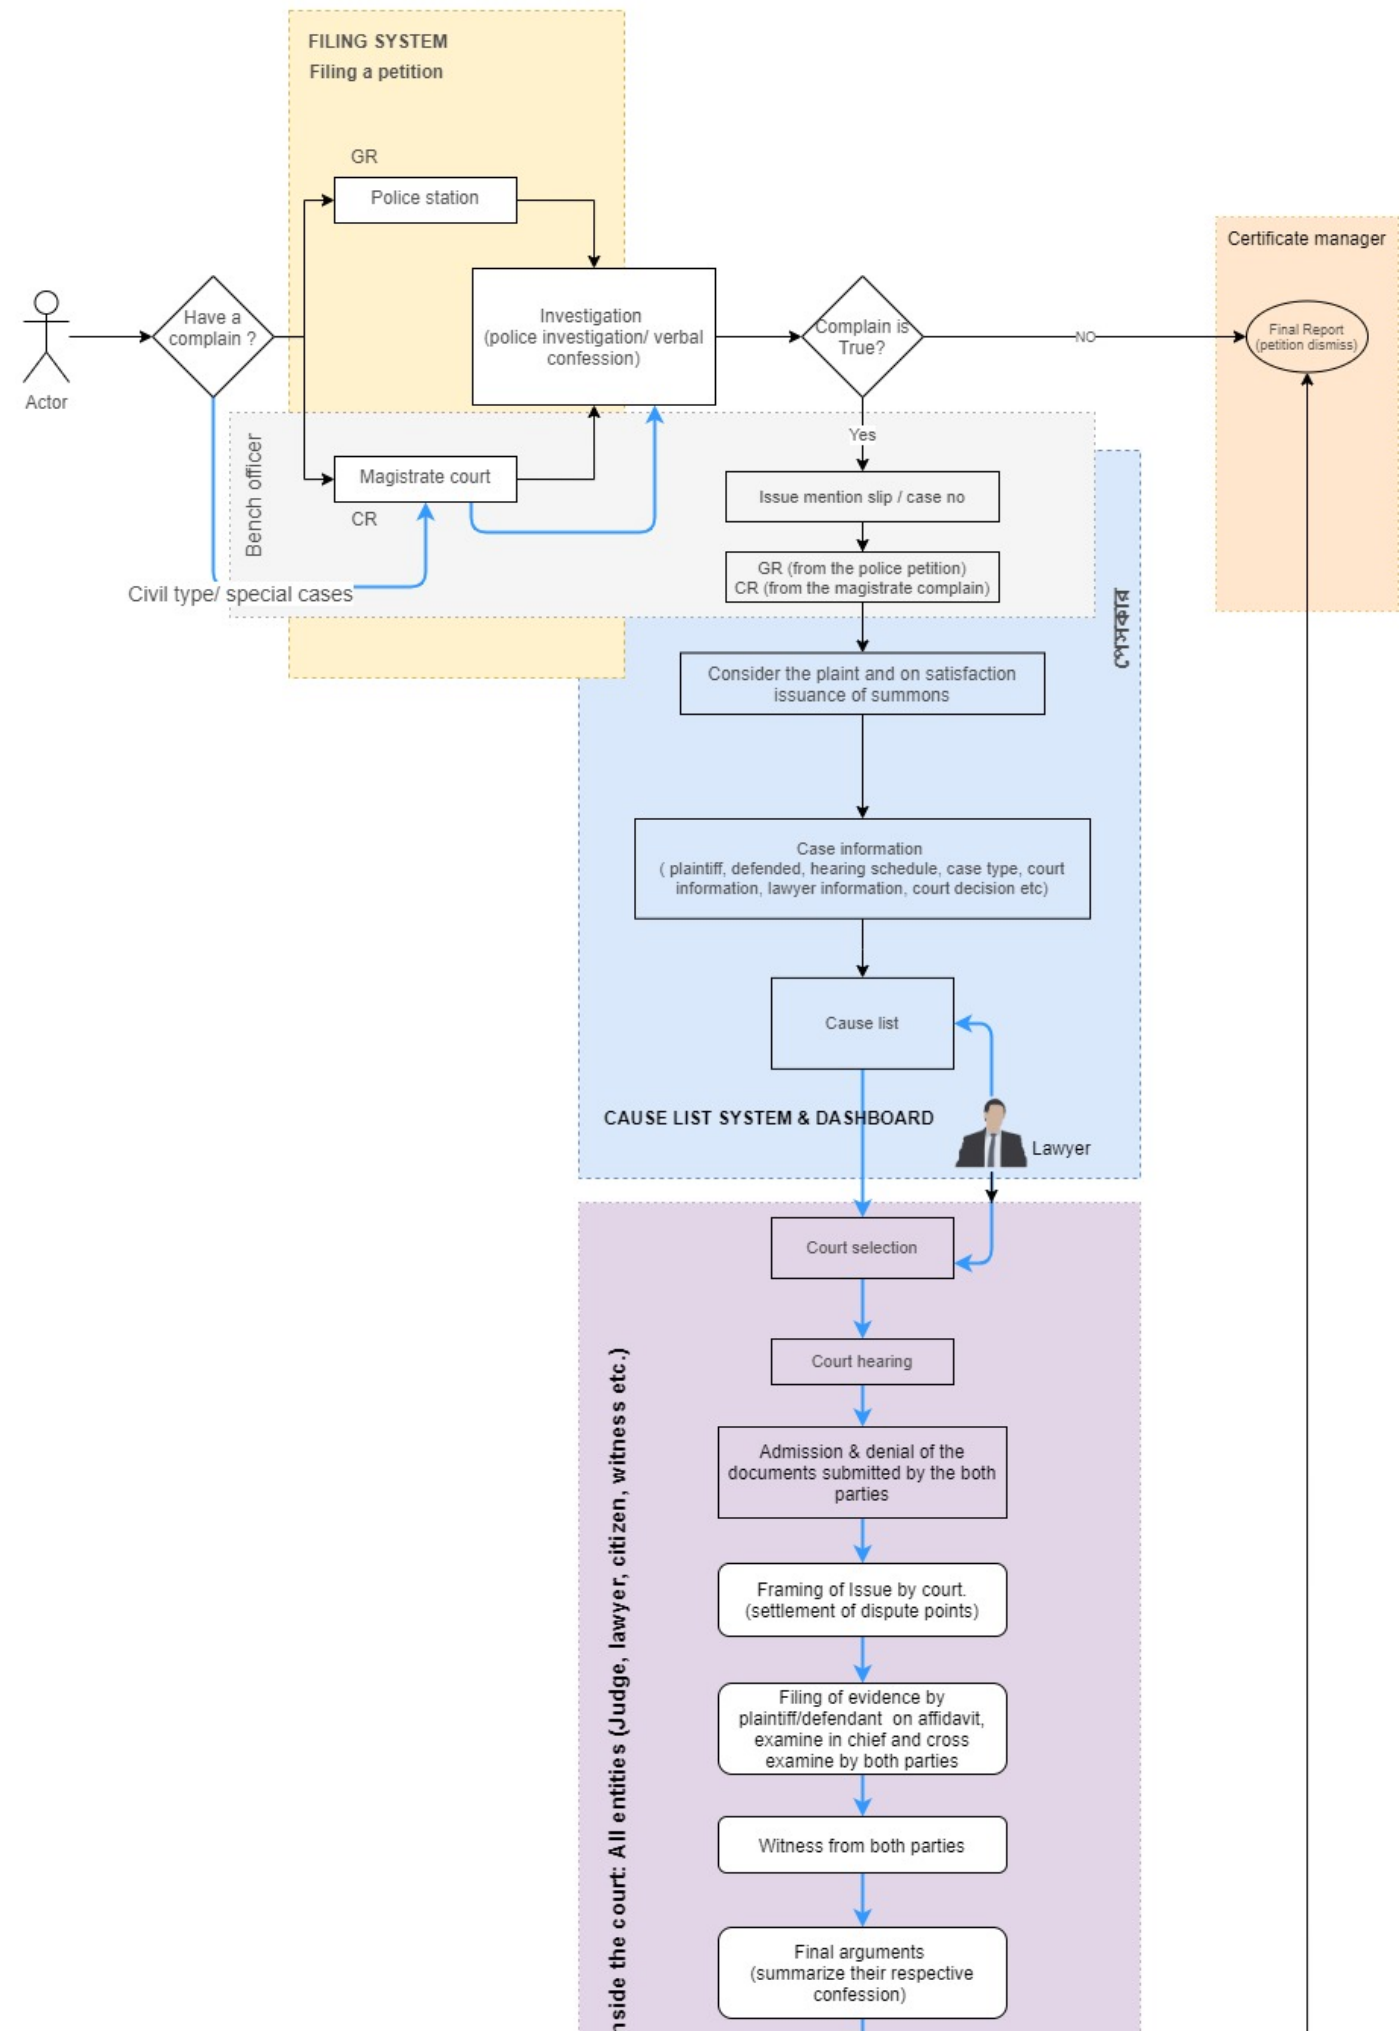 FILING SYSTEM
Filing a petition
GR
Police station
Certificate manager
Have a
complain ?
Investigation
(police investigation/ verbal
confession)
Complain is
True?
NO
Final Report
(petition dismiss)
Actor
Yes
Bench officer
Magistrate court
CR
Civil type/ special cases
Issue mention slip / case no
GR (from the police petition)
CR (from the magistrate complain)
পেশকার
Consider the plaint and on satisfaction
issuance of summons
Case information
( plaintiff, defended, hearing schedule, case type, court
information, lawyer information, court decision etc)
Cause list
CAUSE LIST SYSTEM & DASHBOARD
Lawyer
Court selection
Court hearing
nside the court: All entities (Judge, lawyer, citizen, witness etc.)
Admission & denial of the
documents submitted by the both
parties
Framing of Issue by court.
(settlement of dispute points)
Filing of evidence by
plaintiff/defendant on affidavit,
examine in chief and cross
examine by both parties
Witness from both parties
Final arguments
(summarize their respective
confession)